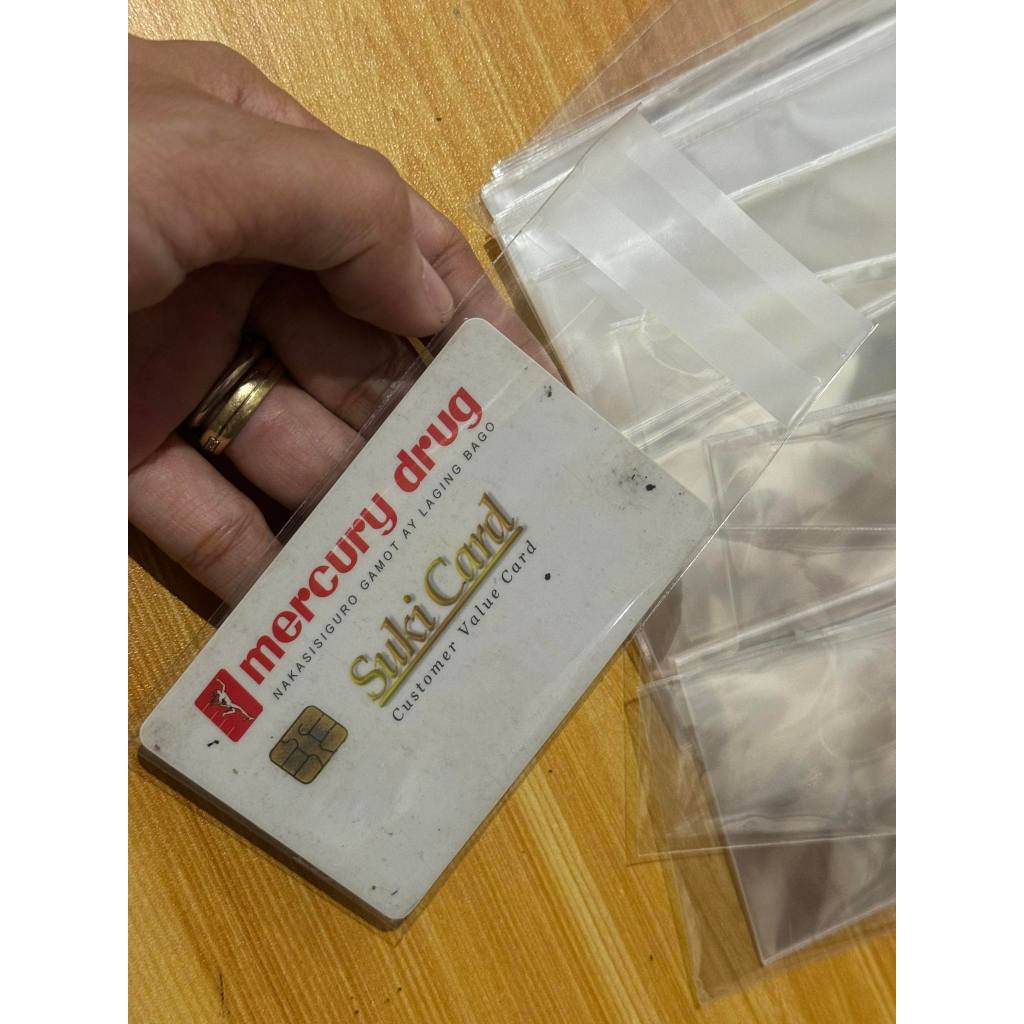 mercury drug
NAKASISIGURO GAMOT AY LAGING BAGO
Suki Card
Customer Value Card